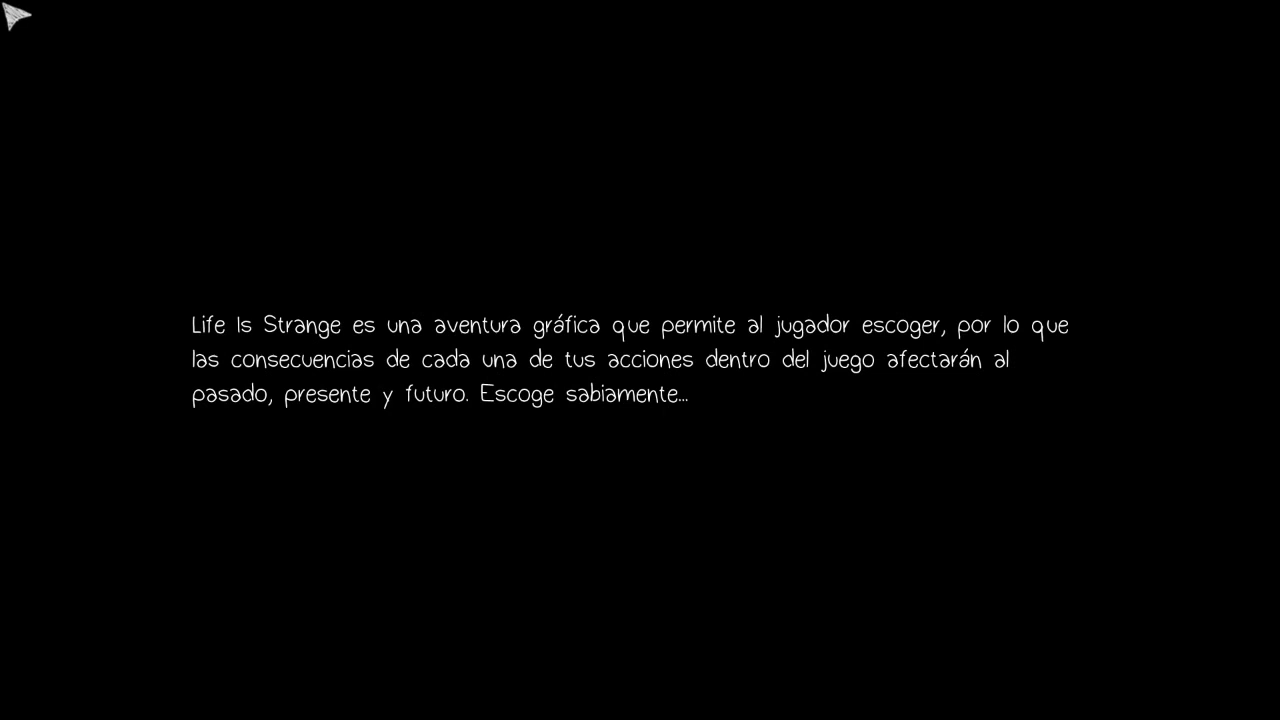 Life Is Strange es una aventura gráfica que permite al jugador escoger, por lo que
las consecuencias de cada una de tus acciones dentro del juego afectarán al
pasado, presente y futuro. Escoge sabiamente...